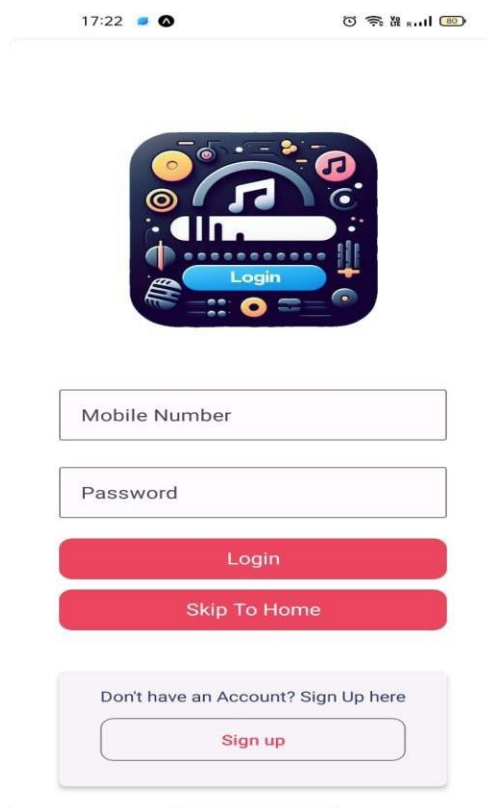 17:22
80
Login
Mobile Number
Password
Login
Skip To Home
Don't have an Account? Sign Up here
Sign up